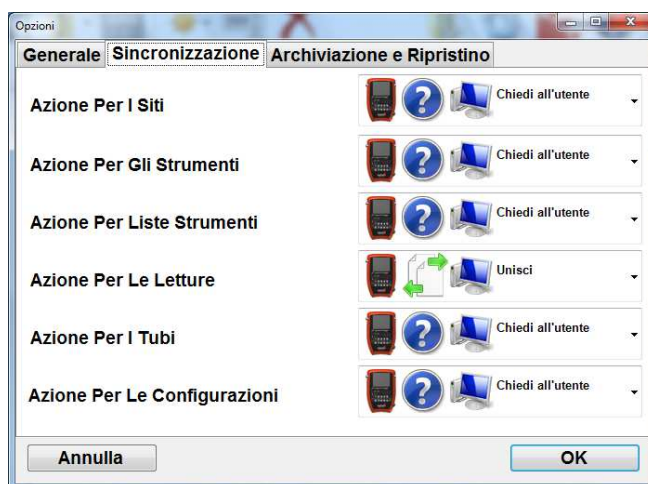 Opzioni
Generale Sincronizzazione Archiviazione e Ripristino
Azione Per I Siti Chiedi all'utente
Azione Per Gli Strumenti Chiedi all'utente
Azione Per Liste Strumenti Chiedi all'utente
Azione Per Le Letture Unisci
Azione Per I Tubi Chiedi all'utente
Azione Per Le Configurazioni Chiedi all'utente
Annulla OK